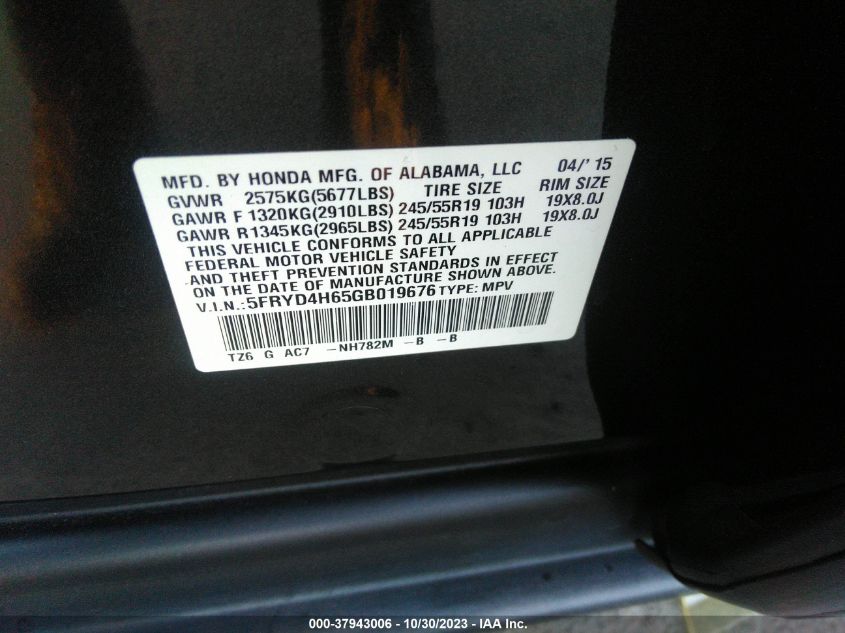 MFD. BY HONDA MFG. OF ALABAMA, LLC 04/'15
GVWR 2575KG(5677LBS) TIRE SIZE RIM SIZE
GAWR F 1320KG(2910LBS) 245/55R19 103H 19X8.0J
GAWR R1345KG(2965LBS) 245/55R19 103H 19X8.0J
THIS VEHICLE CONFORMS TO ALL APPLICABLE
FEDERAL MOTOR VEHICLE SAFETY
AND THEFT PREVENTION STANDARDS IN EFFECT
ON THE DATE OF MANUFACTURE SHOWN ABOVE.
V.I.N.:5FRYD4H65GB019676 TYPE: MPV
TZ6 G AC7 -NH782M -B -B
000-37943006 - 10/30/2023 - IAA Inc.